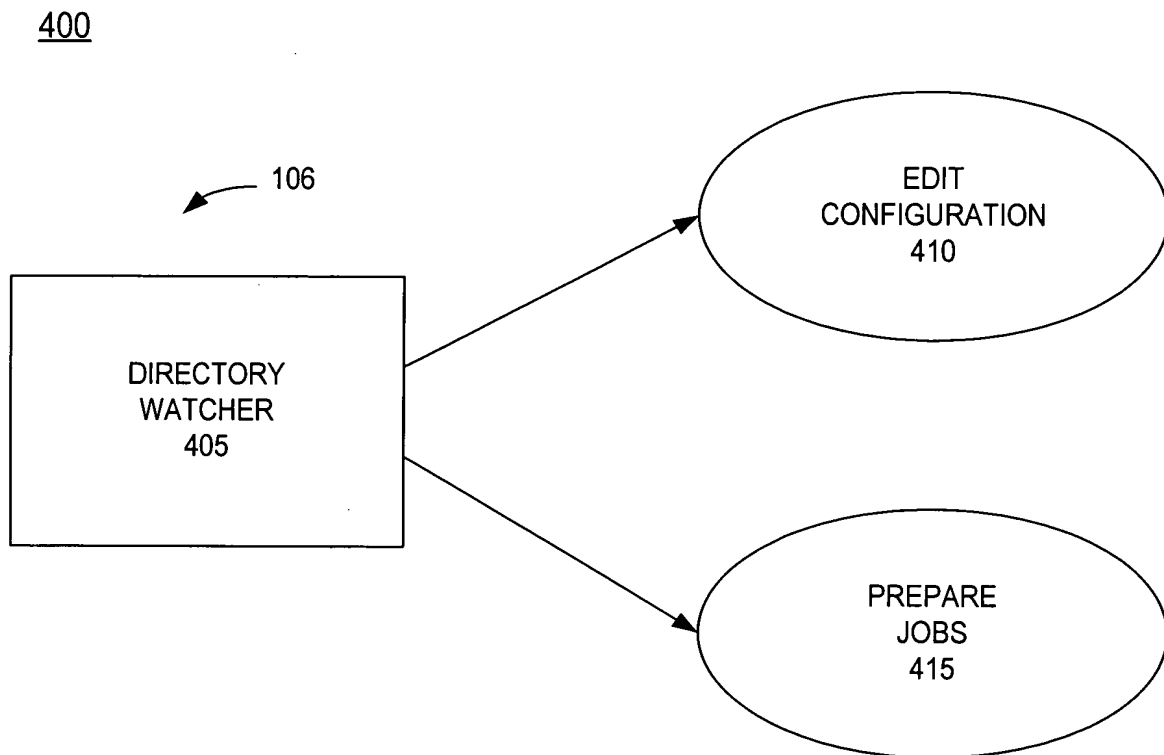 400
106
EDIT
CONFIGURATION
410
DIRECTORY
WATCHER
405
PREPARE
JOBS
415